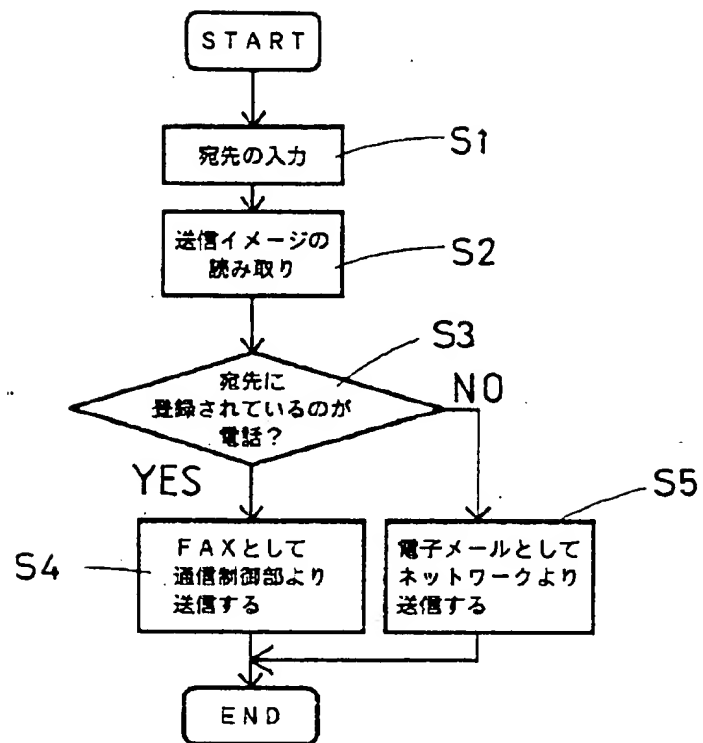 START
宛先の入力
S1
送信イメージの
読み取り
S2
S3
宛先に
登録されているのが
電話？
NO
YES
S5
S4
ＦＡＸとして
通信制御部より
送信する
電子メールとして
ネットワークより
送信する
END